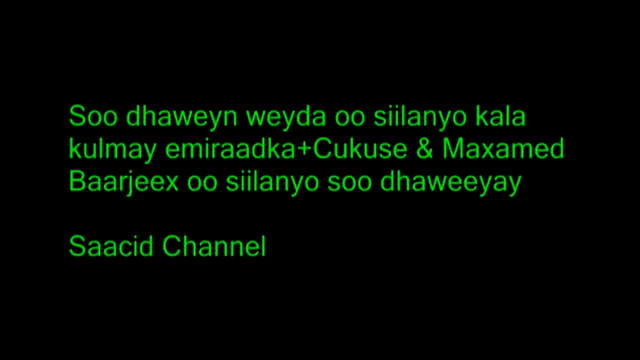 Soo dhaweyn weyda oo siilanyo kala
kulmay emiraadka+Cukuse & Maxamed
Baarjeex oo siilanyo soo dhaweeyay
Saacid Channel